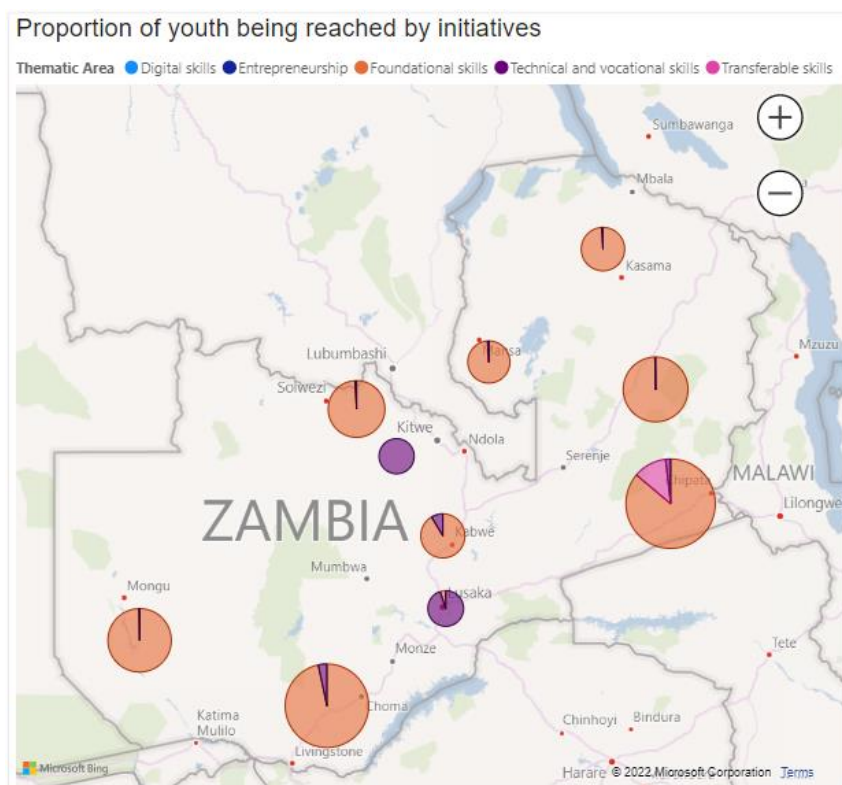 Proportion of youth being reached by initiatives
Thematic Area Digital skills Entrepreneurship Foundational skills Technical and vocational skills Transferable skills
Sumbawanga
Mbala
Kasama
Mansa
Mzuzu
Lubumbashi
Solwezi
Kitwe
Ndola
Serenje
MALAWI
Chipata
Lilongwe
ZAMBIA
Kabwe
Mumbwa
Mongu
Lusaka
Monze
Tete
Choma
Katima
Mulilo
Chinhoyi
Bindura
Livingstone
Microsoft Bing
Harare © 2022 Microsoft Corporation Terms